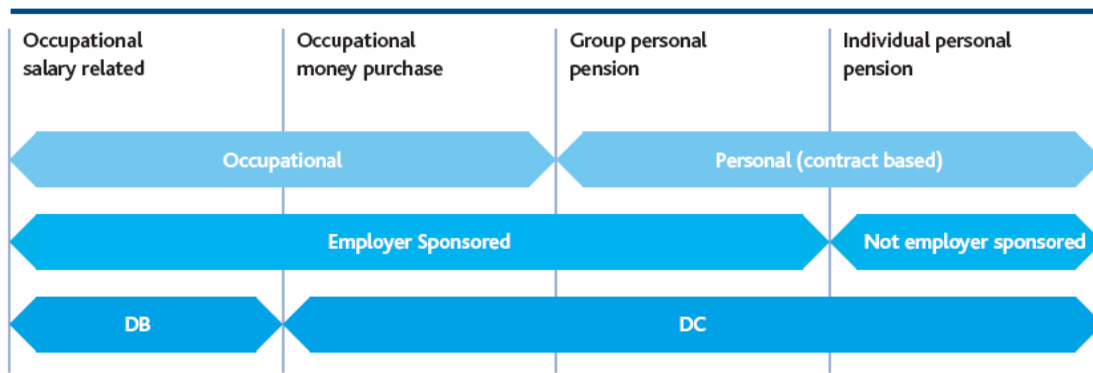 Occupational
salary related
Occupational
money purchase
Group personal
pension
Individual personal
pension
Occupational
Personal (contract based)
Employer Sponsored
Not employer sponsored
DB
DC